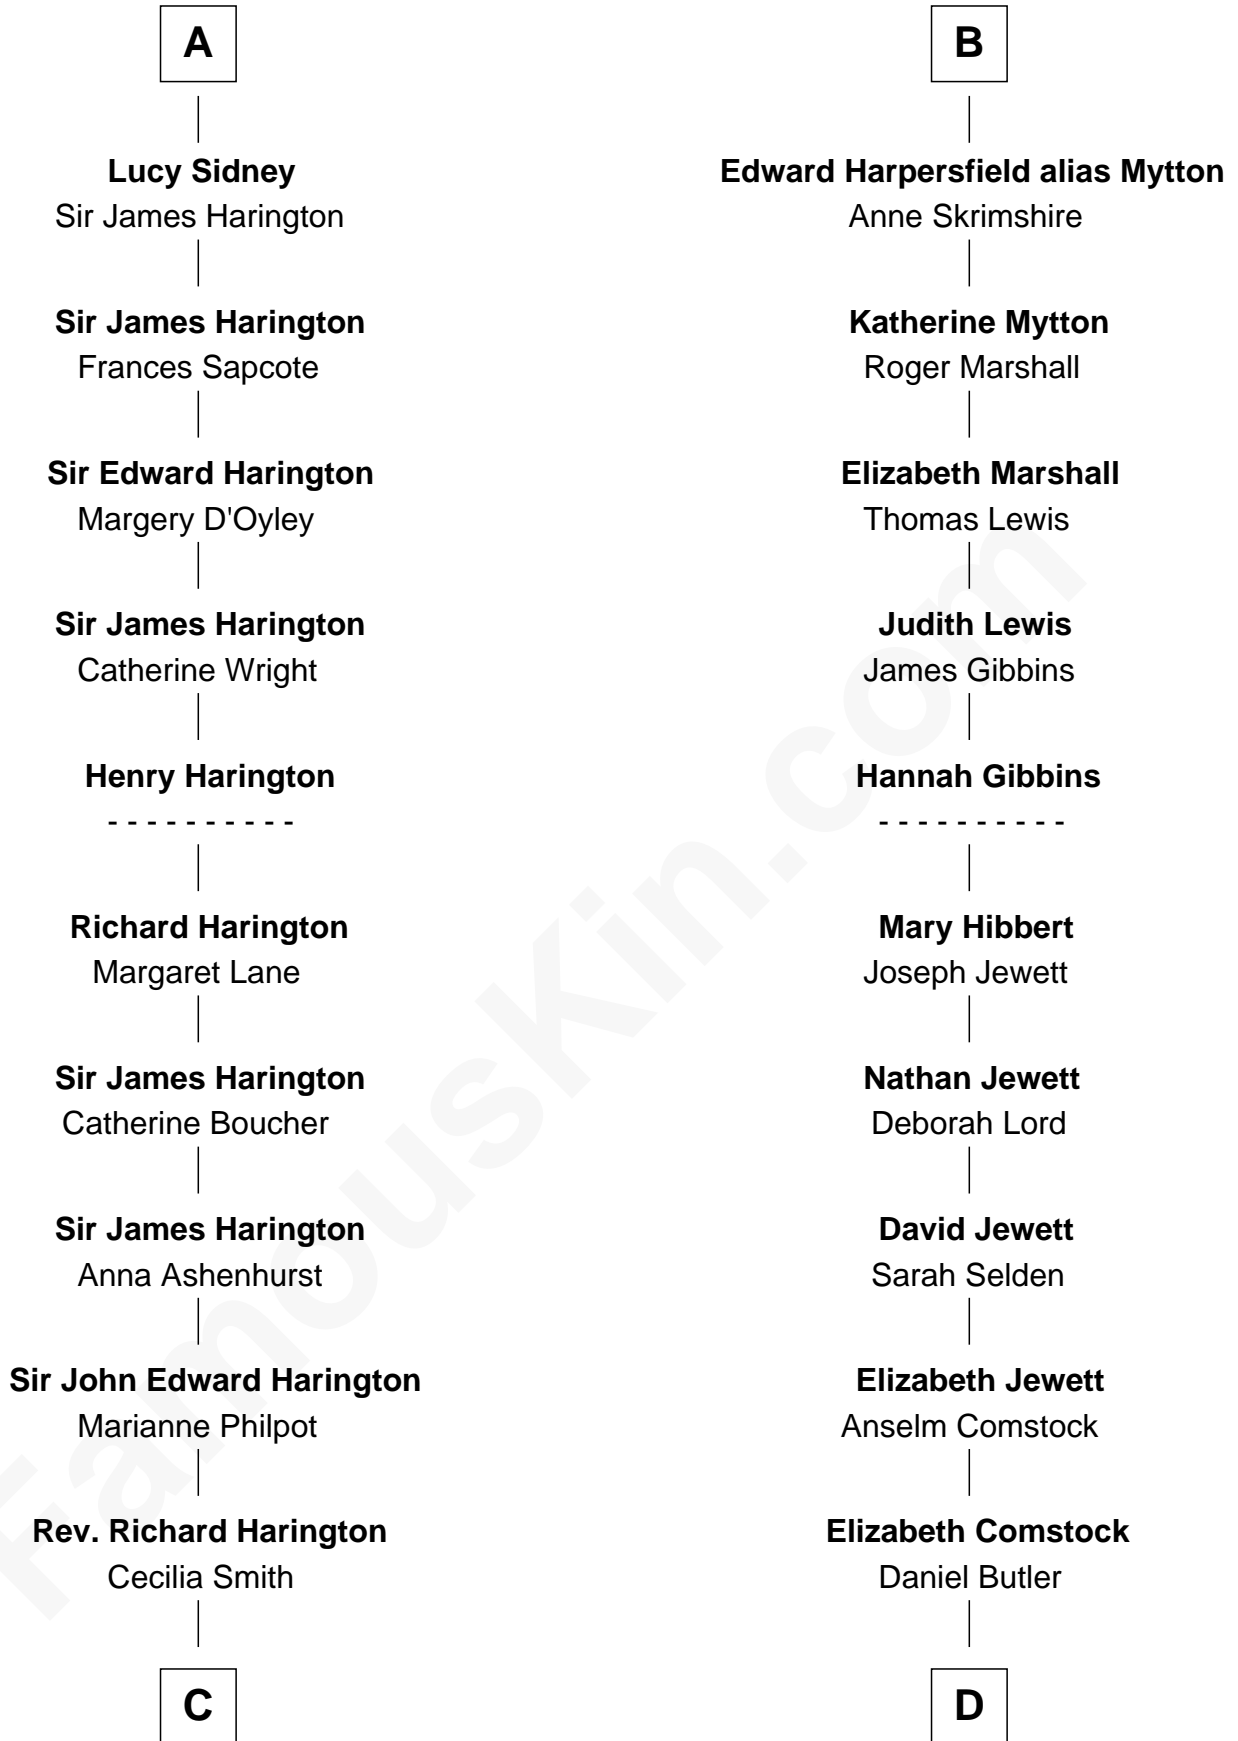 A
Lucy Sidney
Sir James Harington
Sir James Harington
Frances Sapcote
Sir Edward Harington
Margery D'Oyley
Sir James Harington
Catherine Wright
Henry Harington
- - - - - - - - - -
Richard Harington
Margaret Lane
Sir James Harington
Catherine Boucher
Sir James Harington
Anna Ashenhurst
Sir John Edward Harington
Marianne Philpot
Rev. Richard Harington
Cecilia Smith
C
B
Edward Harpersfield alias Mytton
Anne Skrimshire
Katherine Mytton
Roger Marshall
Elizabeth Marshall
Thomas Lewis
Judith Lewis
James Gibbins
Hannah Gibbins
- - - - - - - - - -
Mary Hibbert
Joseph Jewett
Nathan Jewett
Deborah Lord
David Jewett
Sarah Selden
Elizabeth Jewett
Anselm Comstock
Elizabeth Comstock
Daniel Butler
D
FamousKin.com